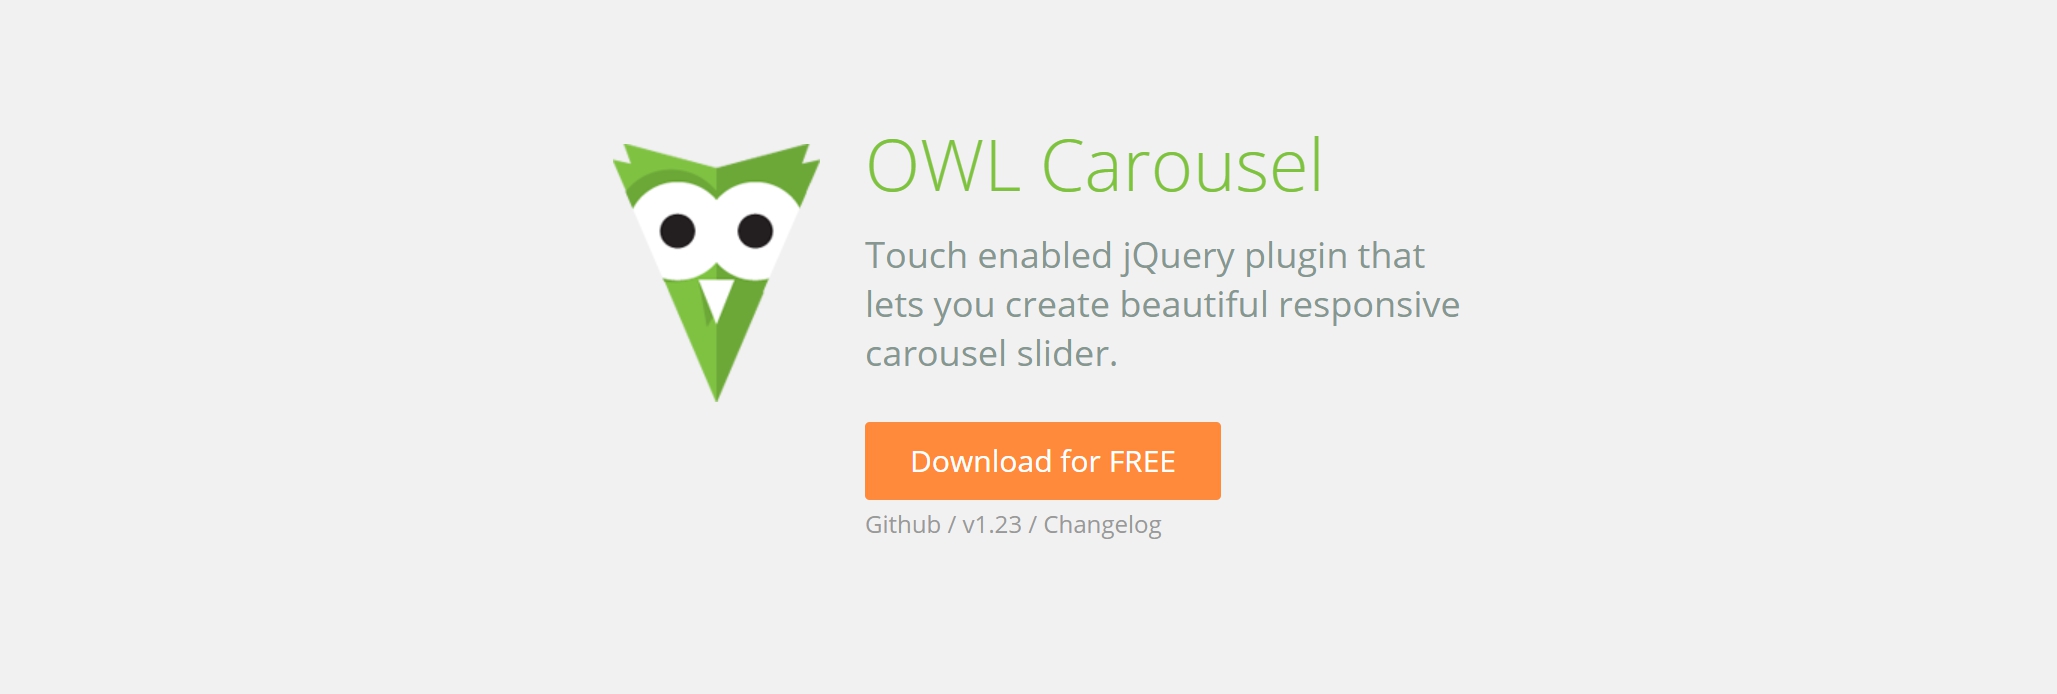 OWL Carousel
Touch enabled jQuery plugin that
lets you create beautiful responsive
carousel slider.
Download for FREE
Github / v1.23 / Changelog